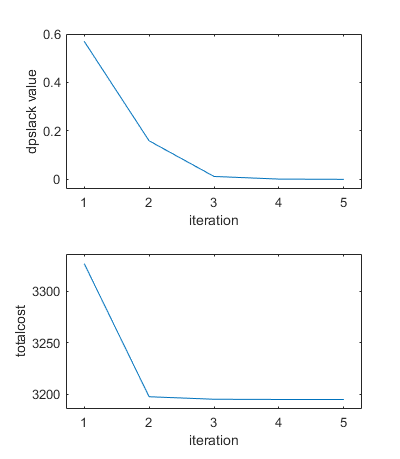 dpslack value
0.6
0.4
0.2
0
1 2 3 4 5
iteration
totalcost
3300
3250
3200
1 2 3 4 5
iteration